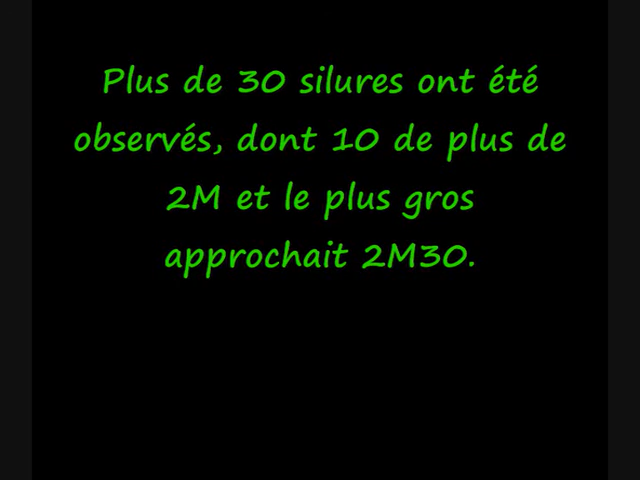 Plus de 30 silures ont été
observés, dont 10 de plus de
2M et le plus gros
approchait 2M30.